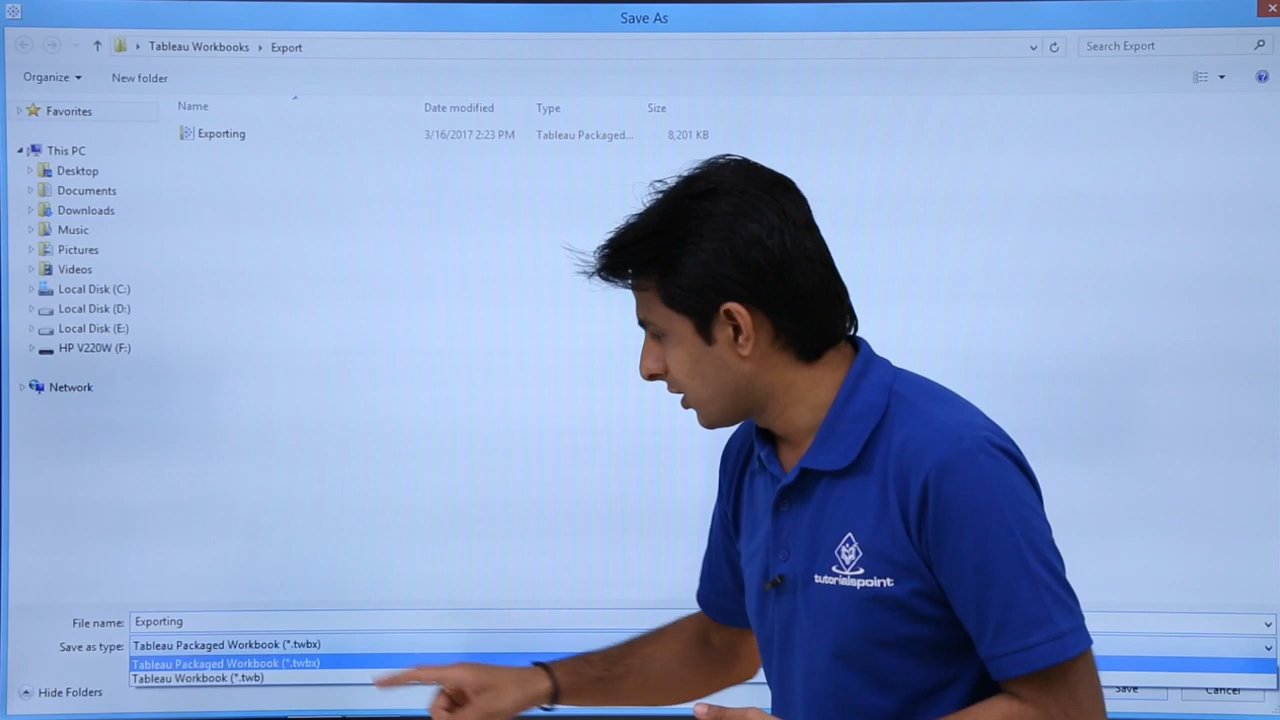 Save As
Tableau Workbooks
Export
Search Export
Organize
New folder
Favorites
Name
Date modified
Type
Size
Exporting
3/16/2017 2:23 PM
Tableau Packaged...
8,201 KB
This PC
Desktop
Documents
Downloads
Music
Pictures
Videos
Local Disk (C:)
Local Disk (D:)
Local Disk (E:)
HP V220W (F:)
Network
tutorialspoint
File name: Exporting
Save as type: Tableau Packaged Workbook (*.twbx)
Tableau Packaged Workbook (*.twbx)
Tableau Workbook (*.twb)
Hide Folders
Save
Cancel